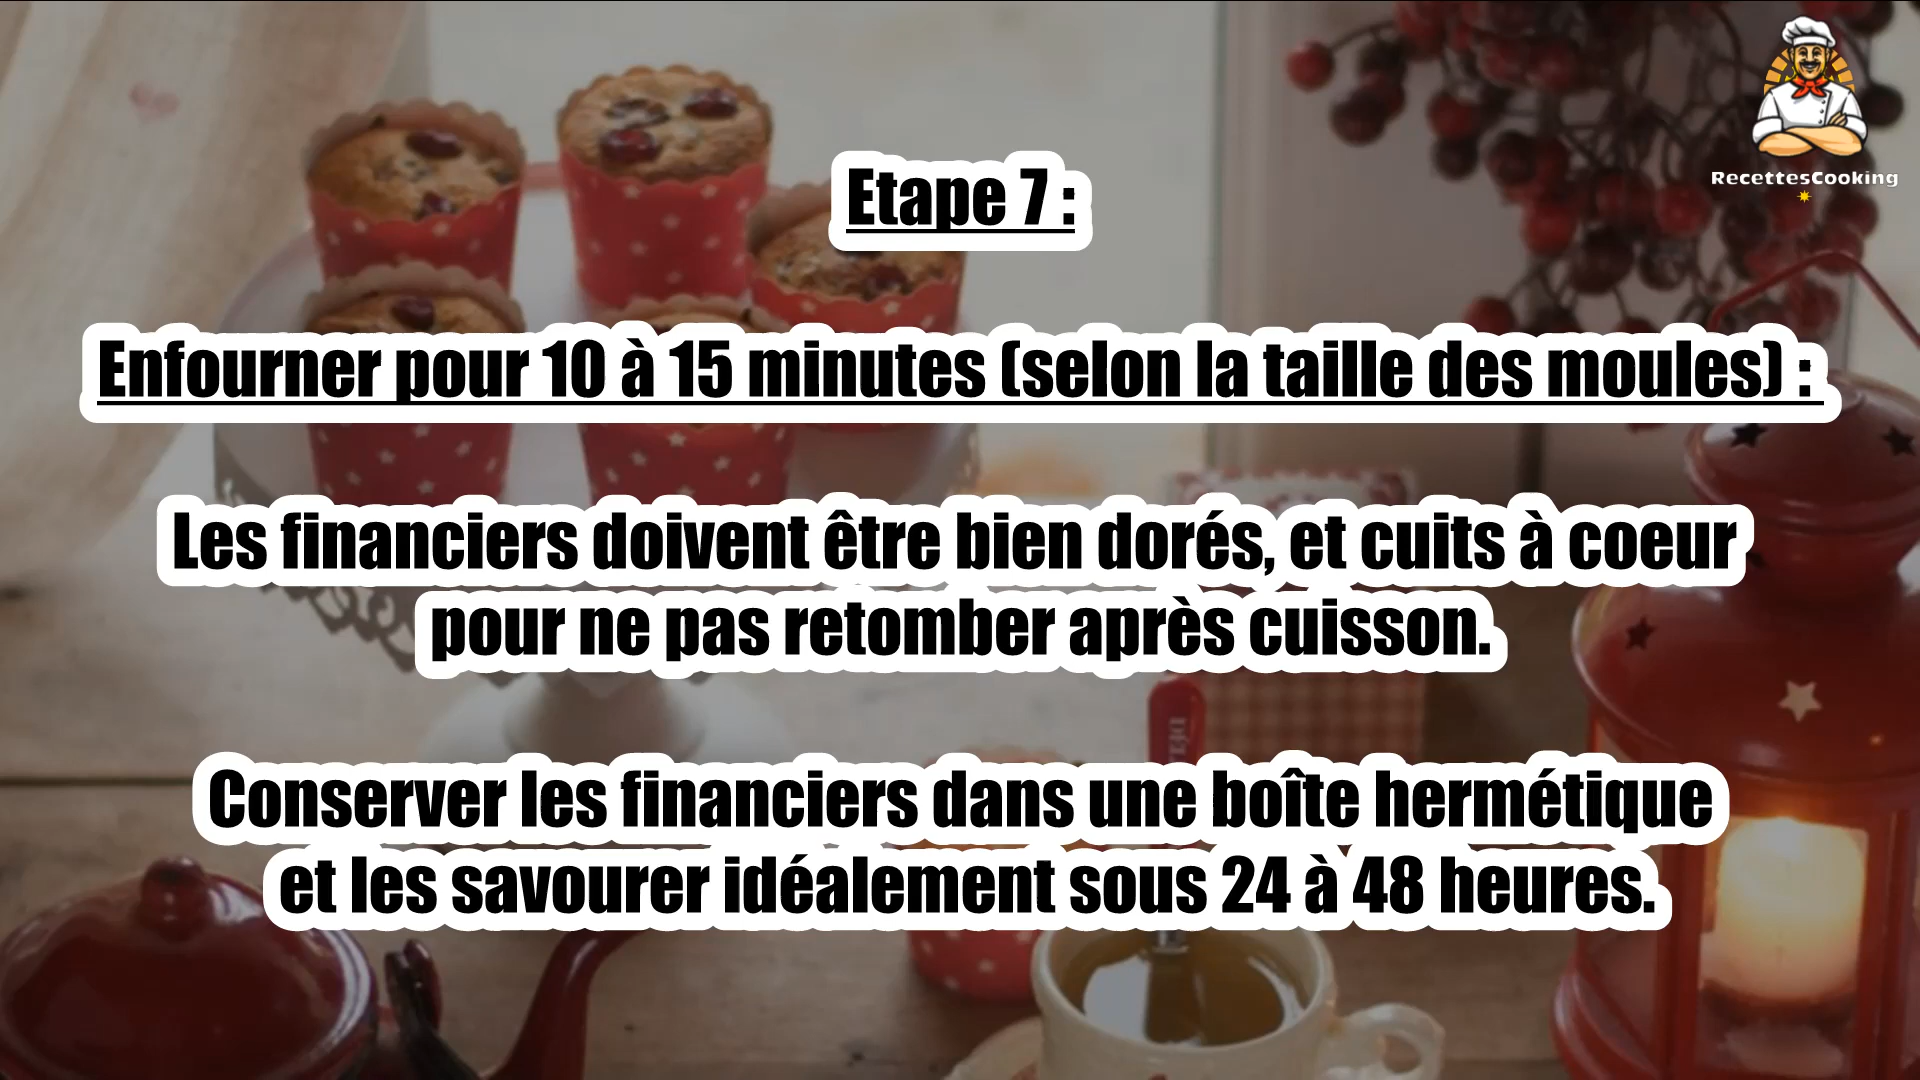 RecettesCooking
Etape 7 :
Enfourner pour 10 à 15 minutes (selon la taille des moules) :
Les financiers doivent être bien dorés, et cuits à coeur
pour ne pas retomber après cuisson.
Conserver les financiers dans une boîte hermétique
et les savourer idéalement sous 24 à 48 heures.